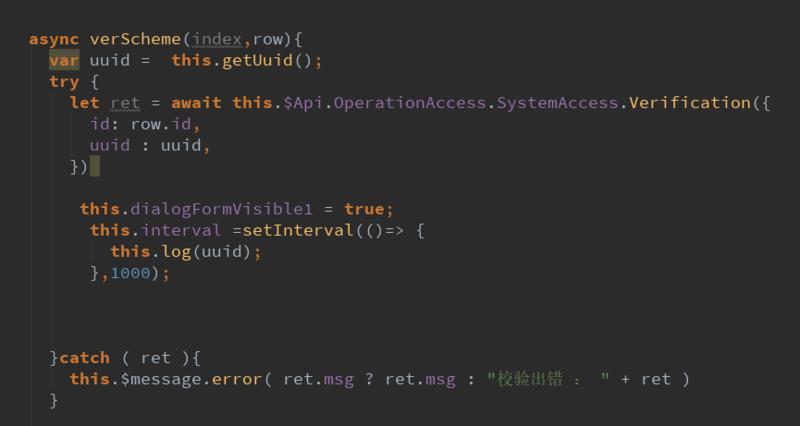 async verScheme(index,row){
var uuid =  this.getUuid();
try {
let ret = await this.$Api.OperationAccess.SystemAccess.Verification({
id: row.id,
uuid : uuid,
})
this.dialogFormVisible1 = true;
this.interval =setInterval(()=> {
this.log(uuid);
},1000);
}catch ( ret ){
this.$message.error( ret.msg ? ret.msg : "校验出错 ： " + ret )
}